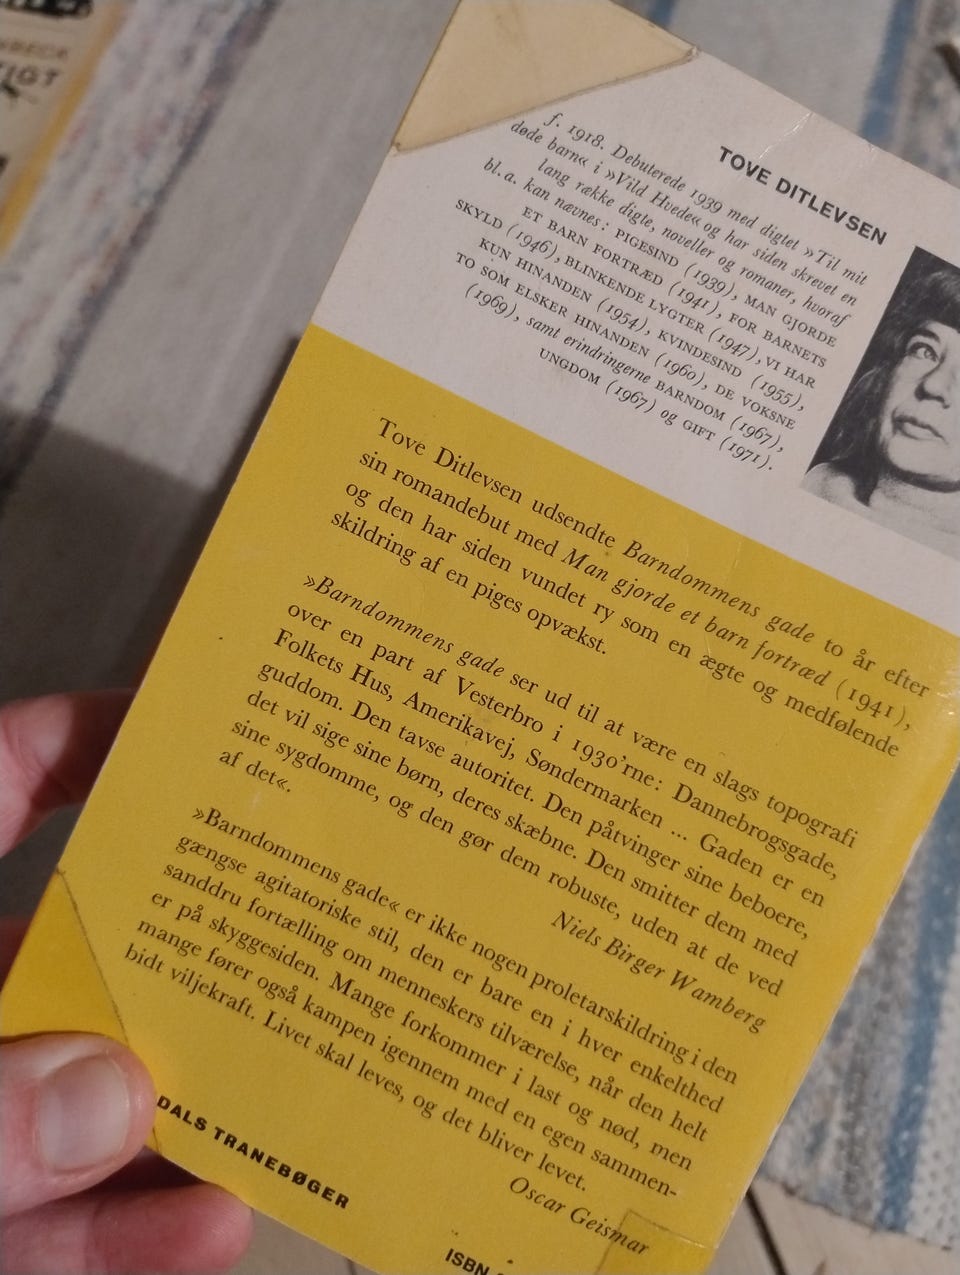 TOVE DITLEVSEN
f. 1918. Debuterede 1939 med digtet »Til mit
døde barn« i »Vild Hvede« og har siden skrevet en
lang række digte, noveller og romaner, hvoraf
bl.a. kan nævnes: PIGESIND (1939), MAN GJORDE
ET BARN FORTRÆD (1941), FOR BARNETS
SKYLD (1946), BLINKENDE LYGTER (1947), VI HAR
KUN HINANDEN (1954), KVINDESIND (1955),
TO SOM ELSKER HINANDEN (1960), DE VOKSNE
(1969), samt erindringerne BARNDOM (1967),
UNGDOM (1967) og GIFT (1971).
Tove Ditlevsen udsendte Barndommens gade to år efter
sin romandebut med Man gjorde et barn fortræd (1941),
og den har siden vundet ry som en ægte og medfølende
skildring af en piges opvækst.
»Barndommens gade ser ud til at være en slags topografi
over en part af Vesterbro i 1930'rne: Dannebrogsgade,
Folkets Hus, Amerikavej, Søndermarken ... Gaden er en
guddom. Den tavse autoritet. Den påtvinger sine beboere,
det vil sige sine børn, deres skæbne. Den smitter dem med
sine sygdomme, og den gør dem robuste, uden at de ved
af det«.
Niels Birger Wamberg
»Barndommens gade« er ikke nogen proletarskildring i den
gængse agitatoriske stil, den er bare en i hver enkelthed
sanddru fortælling om menneskers tilværelse, når den helt
er på skyggesiden. Mange forkommer i last og nød, men
mange fører også kampen igennem med en egen sammen-
bidt viljekraft. Livet skal leves, og det bliver levet.
Oscar Geismar
DALS TRANEBØGER
ISBN
TIGT